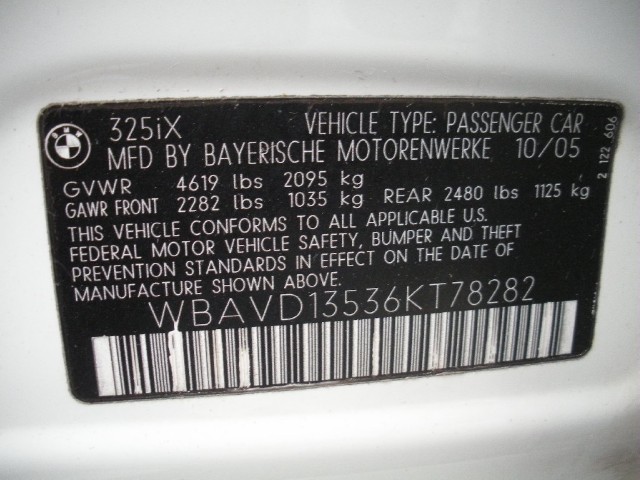 BMW
325iX VEHICLE TYPE: PASSENGER CAR
MFD BY BAYERISCHE MOTORENWERKE 10/05
GVWR 4619 lbs 2095 kg
GAWR FRONT 2282 lbs 1035 kg REAR 2480 lbs 1125 kg
THIS VEHICLE CONFORMS TO ALL APPLICABLE U.S.
FEDERAL MOTOR VEHICLE SAFETY, BUMPER AND THEFT
PREVENTION STANDARDS IN EFFECT ON THE DATE OF
MANUFACTURE SHOWN ABOVE.
WBAVD13536KT78282
2 122 606